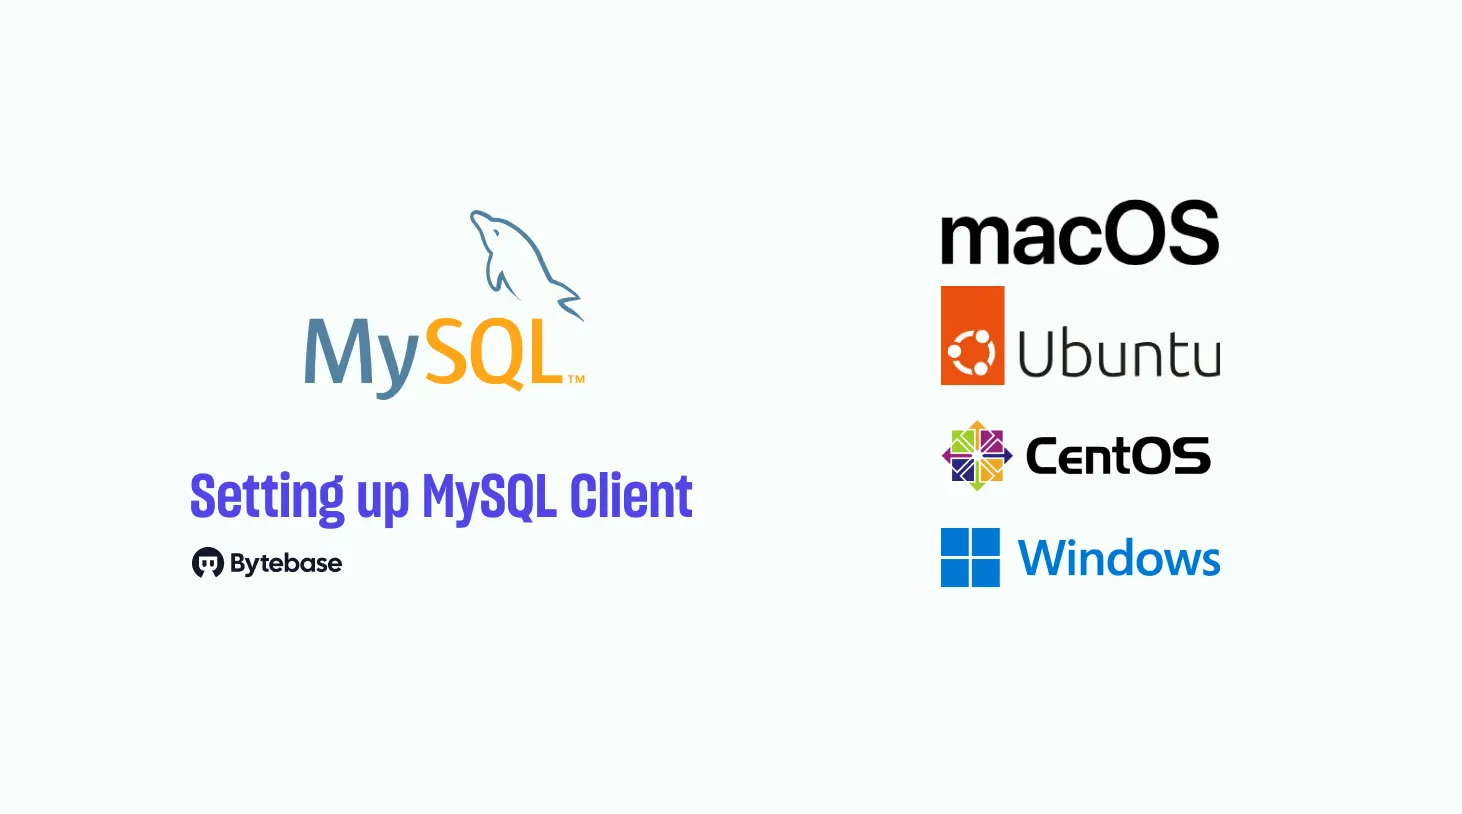 MySQL™
Setting up MySQL Client
Bytebase
macOS
Ubuntu
CentOS
Windows